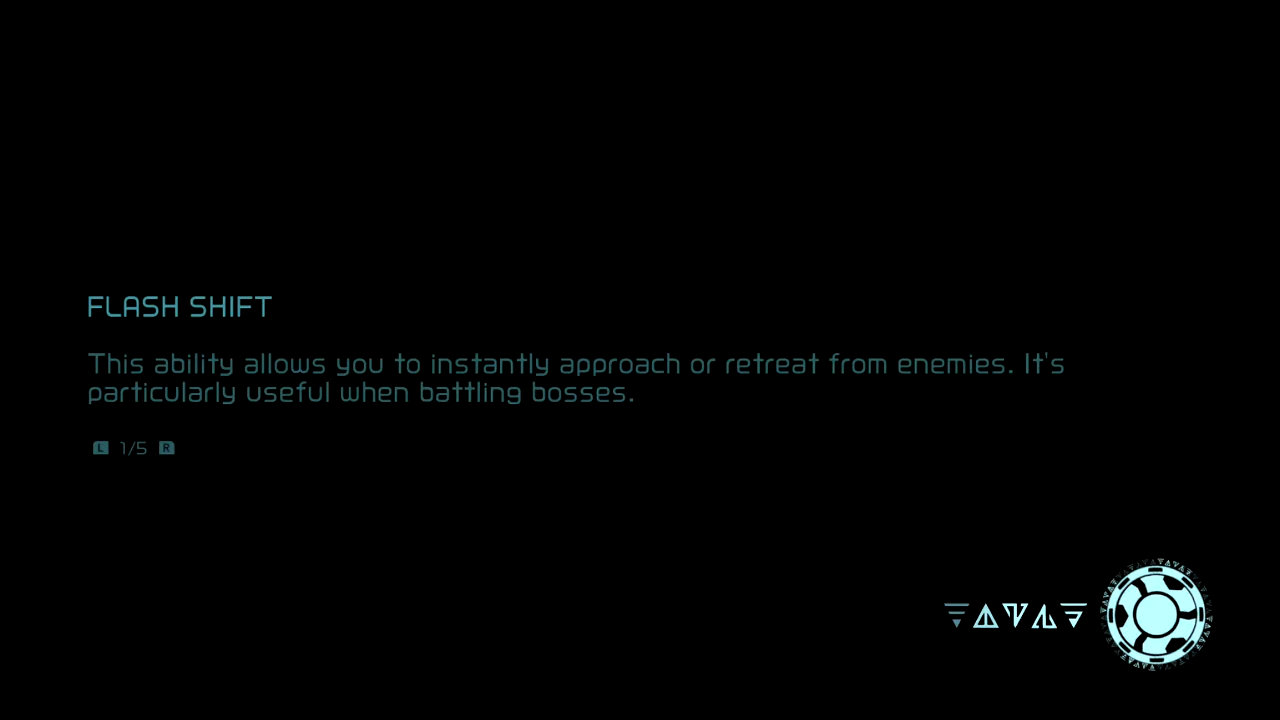 FLASH SHIFT
This ability allows you to instantly approach or retreat from enemies. It's
particularly useful when battling bosses.
L 1/5 R